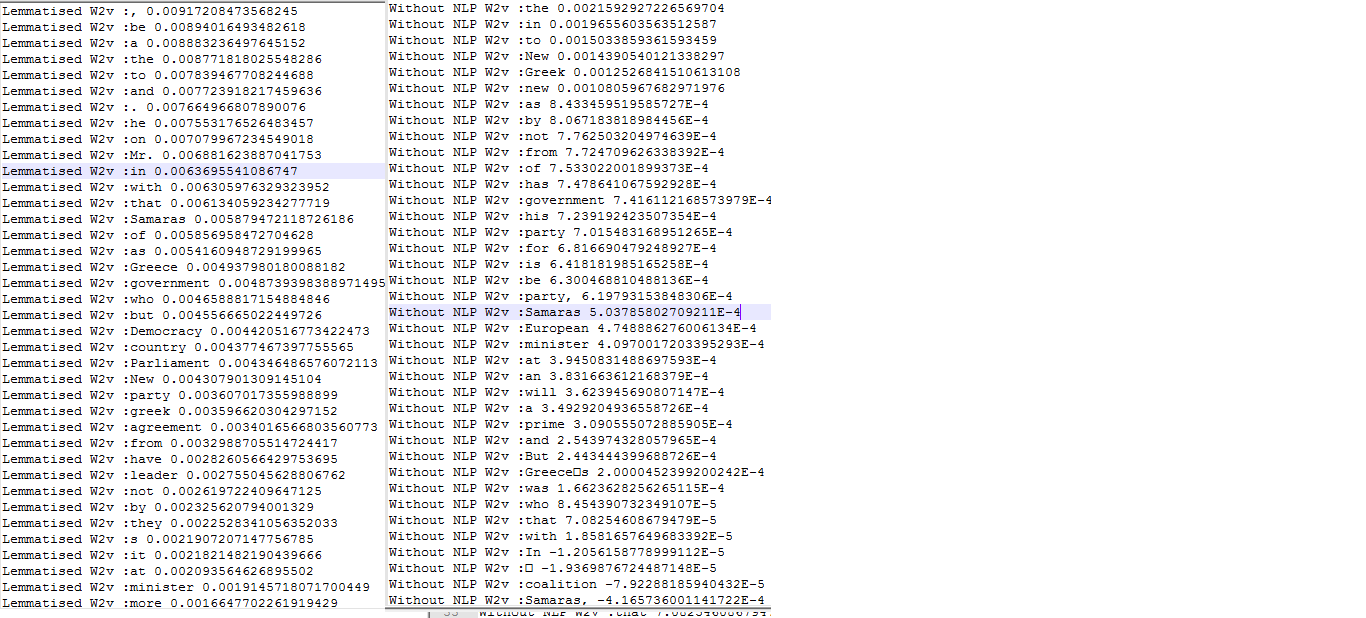 Lemmatised W2v :, 0.00917208473568245
Lemmatised W2v :be 0.00894016493482618
Lemmatised W2v :a 0.008883236497645152
Lemmatised W2v :the 0.008771818025548286
Lemmatised W2v :to 0.007839467708244688
Lemmatised W2v :and 0.007723918217459636
Lemmatised W2v :. 0.007664966807890076
Lemmatised W2v :he 0.007553176526483457
Lemmatised W2v :on 0.007079967234549018
Lemmatised W2v :Mr. 0.006881623887041753
Lemmatised W2v :in 0.0063695541086747
Lemmatised W2v :with 0.006305976329323952
Lemmatised W2v :that 0.006134059234277719
Lemmatised W2v :Samaras 0.005879472118726186
Lemmatised W2v :of 0.005856958472704628
Lemmatised W2v :as 0.0054160948729199965
Lemmatised W2v :Greece 0.004937980180088182
Lemmatised W2v :government 0.0048739398388971495
Lemmatised W2v :who 0.0046588817154884846
Lemmatised W2v :but 0.004556665022449726
Lemmatised W2v :Democracy 0.004420516773422473
Lemmatised W2v :country 0.004377467397755565
Lemmatised W2v :Parliament 0.004346486576072113
Lemmatised W2v :New 0.004307901309145104
Lemmatised W2v :party 0.003607017355988899
Lemmatised W2v :greek 0.003596620304297152
Lemmatised W2v :agreement 0.0034016566803560773
Lemmatised W2v :from 0.0032988705514724417
Lemmatised W2v :have 0.0028260566429753695
Lemmatised W2v :leader 0.0027550456288067 62
Lemmatised W2v :not 0.002619722409647125
Lemmatised W2v :by 0.002325620794001329
Lemmatised W2v :they 0.0022528341056352033
Lemmatised W2v :s 0.0021907207147756785
Lemmatised W2v :it 0.0021821482190439666
Lemmatised W2v :at 0.002093564626895502
Lemmatised W2v :minister 0.0019145718071700449
Lemmatised W2v :more 0.0016647702261919429
Without NLP W2v :the 0.0021592927226569704
Without NLP W2v :in 0.0019655603563512587
Without NLP W2v :to 0.0015033859361593459
Without NLP W2v :New 0.0014390540121338297
Without NLP W2v :Greek 0.0012526841510613108
Without NLP W2v :new 0.0010805967682971976
Without NLP W2v :as 8.433459519585727E-4
Without NLP W2v :by 8.067183818984456E-4
Without NLP W2v :not 7.762503204974639E-4
Without NLP W2v :from 7.724709626338392E-4
Without NLP W2v :of 7.533022001899373E-4
Without NLP W2v :has 7.478641067592928E-4
Without NLP W2v :government 7.416112168573979E-4
Without NLP W2v :his 7.239192423507354E-4
Without NLP W2v :party 7.015483168951265E-4
Without NLP W2v :for 6.816690479248927E-4
Without NLP W2v :is 6.418181985165258E-4
Without NLP W2v :be 6.300468810488136E-4
Without NLP W2v :party, 6.19793153848306E-4
Without NLP W2v :Samaras 5.03785802709211E-4
Without NLP W2v :European 4.748886276006134E-4
Without NLP W2v :minister 4.0970017203395293E-4
Without NLP W2v :at 3.9450831488697593E-4
Without NLP W2v :an 3.831663612168379E-4
Without NLP W2v :will 3.623945690807147E-4
Without NLP W2v :a 3.4929204936558726E-4
Without NLP W2v :prime 3.090555072885905E-4
Without NLP W2v :and 2.543974328057965E-4
Without NLP W2v :But 2.443444399688726E-4
Without NLP W2v :Greece□s 2.0000452399200242E-4
Without NLP W2v :was 1.6623628256265115E-4
Without NLP W2v :who 8.454390732349107E-5
Without NLP W2v :that 7.08254608679479E-5
Without NLP W2v :with 1.8581657649683392E-5
Without NLP W2v :In -1.2056158778999112E-5
Without NLP W2v :□ -1.9369876724487148E-5
Without NLP W2v :coalition -7.92288185940432E-5
Without NLP W2v :Samaras, -4.165736001141722E-4